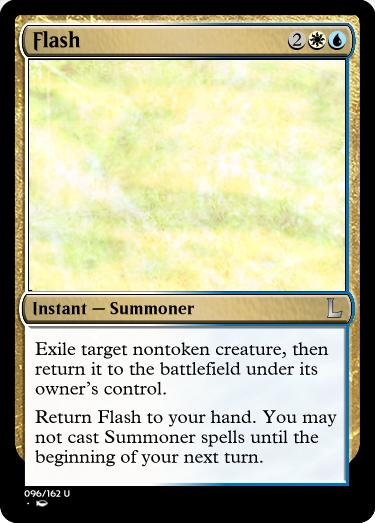 Flash 2
Instant — Summoner L
Exile target nontoken creature, then
return it to the battlefield under its
owner's control.
Return Flash to your hand. You may
not cast Summoner spells until the
beginning of your next turn.
096/162 U